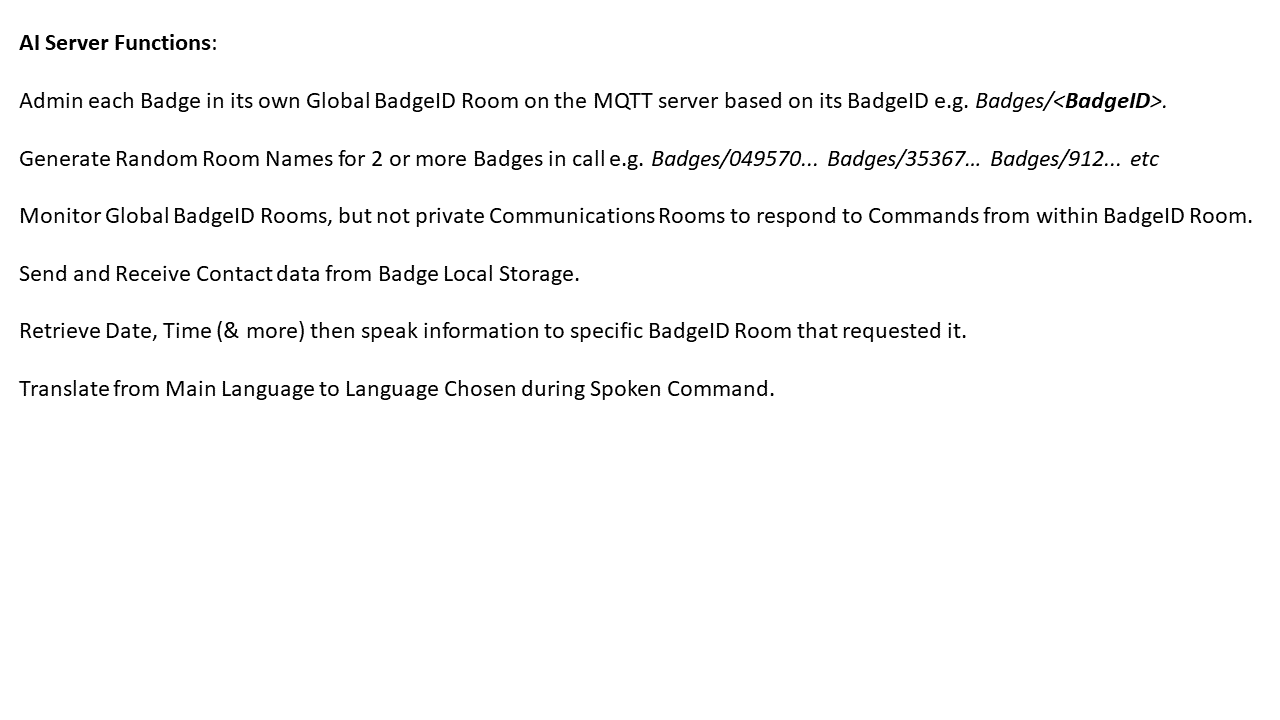 AI Server Functions:
Admin each Badge in its own Global BadgeID Room on the MQTT server based on its BadgeID e.g. Badges/<BadgeID>.
Generate Random Room Names for 2 or more Badges in call e.g. Badges/049570... Badges/35367... Badges/912... etc
Monitor Global BadgeID Rooms, but not private Communications Rooms to respond to Commands from within BadgeID Room.
Send and Receive Contact data from Badge Local Storage.
Retrieve Date, Time (& more) then speak information to specific BadgeID Room that requested it.
Translate from Main Language to Language Chosen during Spoken Command.